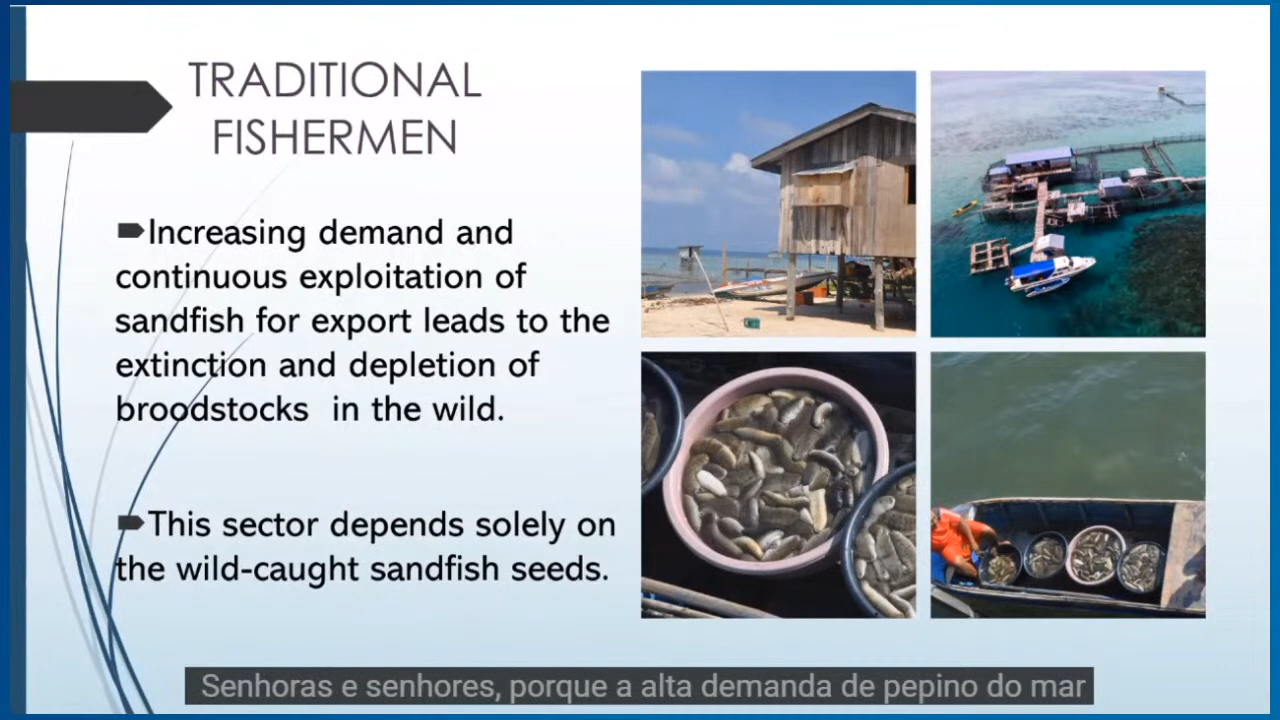 TRADITIONAL
FISHERMEN
Increasing demand and
continuous exploitation of
sandfish for export leads to the
extinction and depletion of
broodstocks in the wild.
This sector depends solely on
the wild-caught sandfish seeds.
Senhoras e senhores, porque a alta demanda de pepino do mar